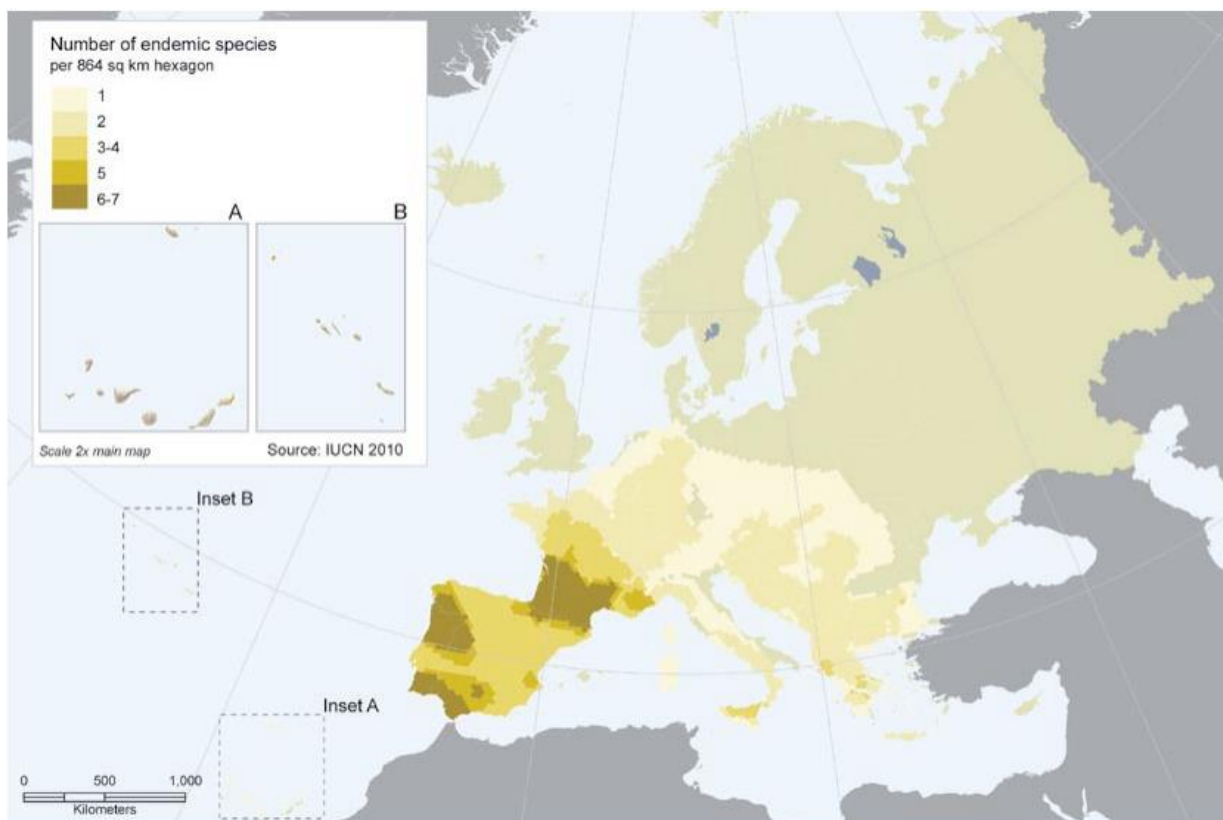 Number of endemic species
per 864 sq km hexagon
1
2
3-4
5
6-7
A
B
Scale 2x main map
Source: IUCN 2010
Inset B
Inset A
0 500 1,000
Kilometers